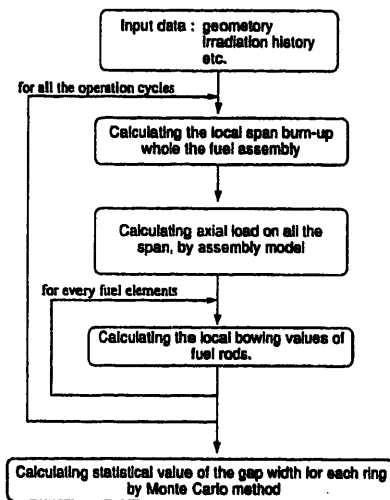 Input data : geometory
irradiation history
etc.
for all the operation cycles
Calculating the local span burn-up
whole the fuel assembly
Calculating axial load on all the
span, by assembly model
for every fuel elements
Calculating the local bowing values of
fuel rods.
Calculating statistical value of the gap width for each ring
by Monte Carlo method